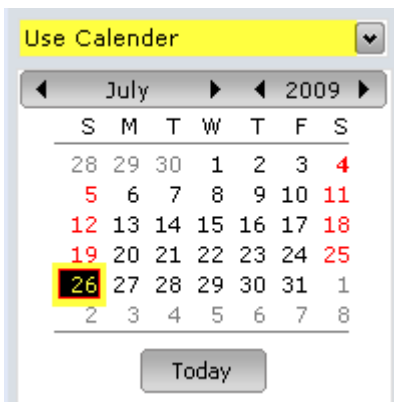 Use Calender
July 2009
S M T W T F S
28 29 30 1 2 3 4
5 6 7 8 9 10 11
12 13 14 15 16 17 18
19 20 21 22 23 24 25
26 27 28 29 30 31 1
2 3 4 5 6 7 8
Today